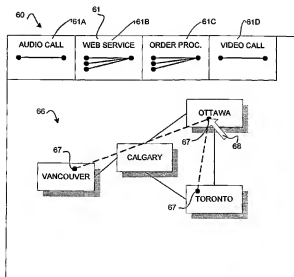 60
61A
61
61B
61C
61D
AUDIO CALL
WEB SERVICE
ORDER PROC.
VIDEO CALL
66
OTTAWA
67
68
67
CALGARY
VANCOUVER
67
TORONTO